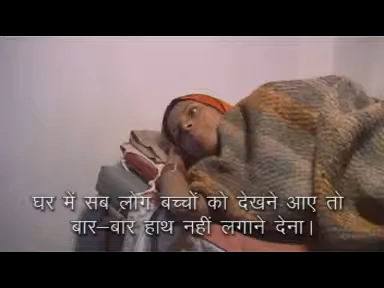 घर में सब लोग बच्चों को देखने आए तो
बार–बार हाथ नहीं लगाने देना।